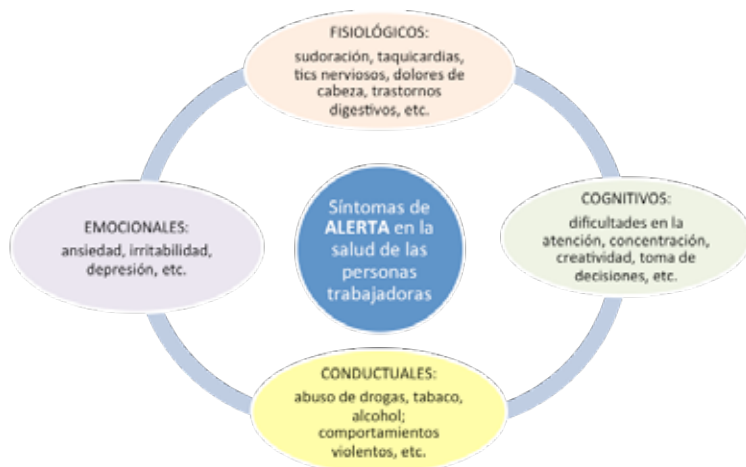 FISIOLÓGICOS:
sudoración, taquicardias,
tics nerviosos, dolores de
cabeza, trastornos
digestivos, etc.
EMOCIONALES:
ansiedad, irritabilidad,
depresión, etc.
Síntomas de
ALERTA en la
salud de las
personas
trabajadoras
COGNITIVOS:
dificultades en la
atención, concentración,
creatividad, toma de
decisiones, etc.
CONDUCTUALES:
abuso de drogas, tabaco,
alcohol;
comportamientos
violentos, etc.